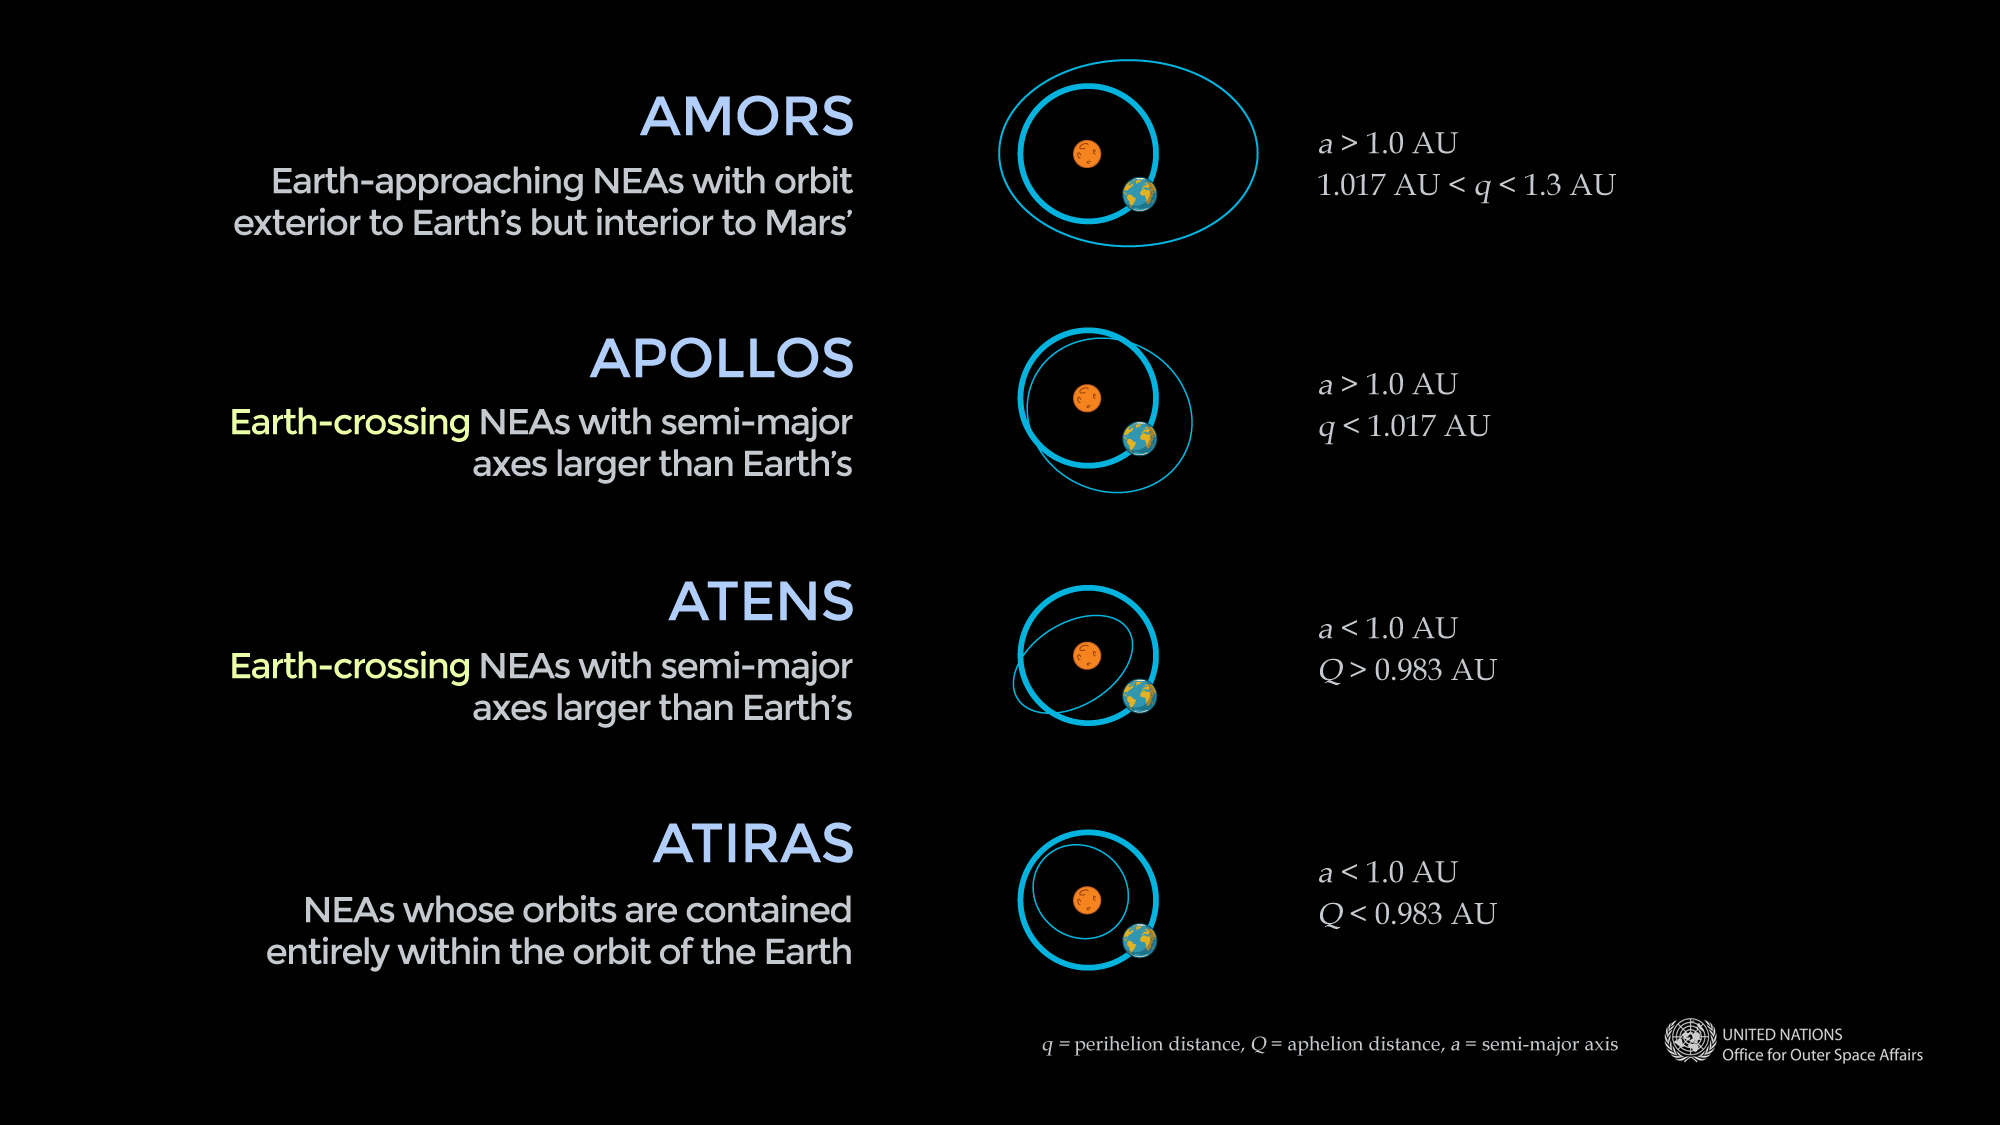 AMORS
Earth-approaching NEAs with orbit
exterior to Earth's but interior to Mars'
a > 1.0 AU
1.017 AU < q < 1.3 AU
APOLLOS
Earth-crossing NEAs with semi-major
axes larger than Earth's
a > 1.0 AU
q < 1.017 AU
ATENS
Earth-crossing NEAs with semi-major
axes larger than Earth's
a < 1.0 AU
Q > 0.983 AU
ATIRAS
NEAs whose orbits are contained
entirely within the orbit of the Earth
a < 1.0 AU
Q < 0.983 AU
q = perihelion distance, Q = aphelion distance, a = semi-major axis
UNITED NATIONS
Office for Outer Space Affairs